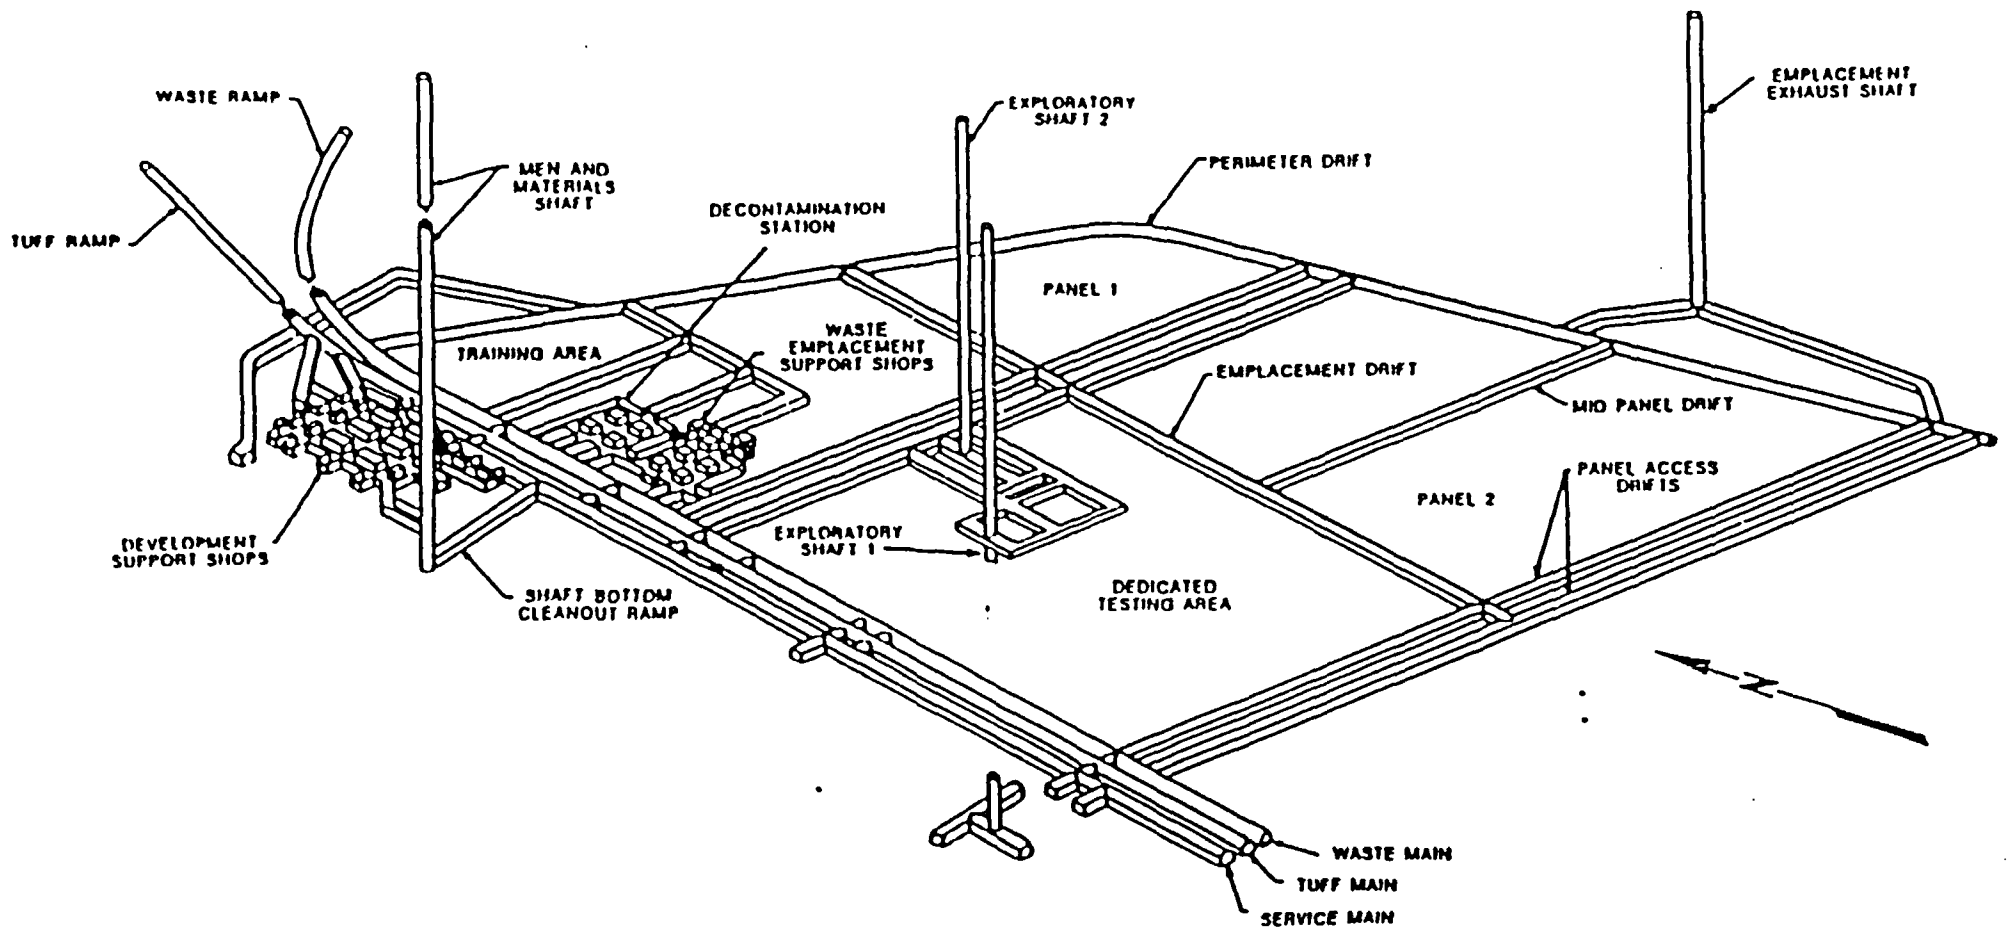 WASTE RAMP
TUFF RAMP
MEN AND
MATERIALS
SHAFT
DECONTAMINATION
STATION
EXPLORATORY
SHAFT 2
PERIMETER DRIFT
EMPLACEMENT
EXHAUST SHAFT
PANEL 1
TRAINING AREA
WASTE
EMPLACEMENT
SUPPORT SHOPS
EMPLACEMENT DRIFT
MID PANEL DRIFT
PANEL ACCESS
DRIFTS
PANEL 2
DEVELOPMENT
SUPPORT SHOPS
EXPLORATORY
SHAFT 1
SHAFT BOTTOM
CLEANOUT RAMP
DEDICATED
TESTING AREA
N
WASTE MAIN
TUFF MAIN
SERVICE MAIN